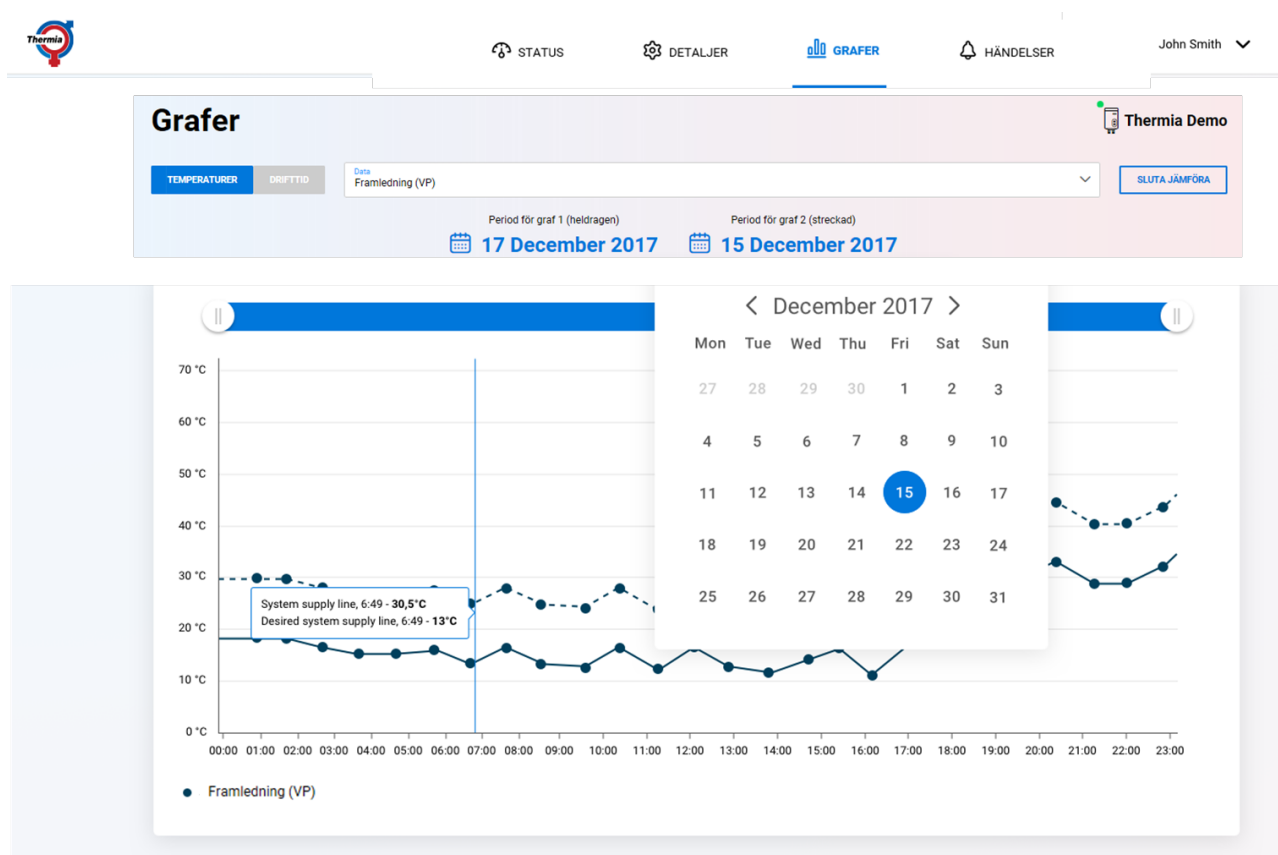 Thermia
STATUS
DETALJER
GRAFER
HÄNDELSER
John Smith
Grafer
Thermia Demo
TEMPERATURER
DRIFTTID
Data
Framledning (VP)
SLUTA JÄMFÖRA
Period för graf 1 (heldragen)
Period för graf 2 (streckad)
17 December 2017
15 December 2017
December 2017
Mon Tue Wed Thu Fri Sat Sun
27 28 29 30 1 2 3
4 5 6 7 8 9 10
11 12 13 14 15 16 17
18 19 20 21 22 23 24
25 26 27 28 29 30 31
70 °C
60 °C
50 °C
40 °C
30 °C
20 °C
10 °C
0 °C
System supply line, 6:49 - 30,5°C
Desired system supply line, 6:49 - 13°C
00:00 01:00 02:00 03:00 04:00 05:00 06:00 07:00 08:00 09:00 10:00 11:00 12:00 13:00 14:00 15:00 16:00 17:00 18:00 19:00 20:00 21:00 22:00 23:00
Framledning (VP)